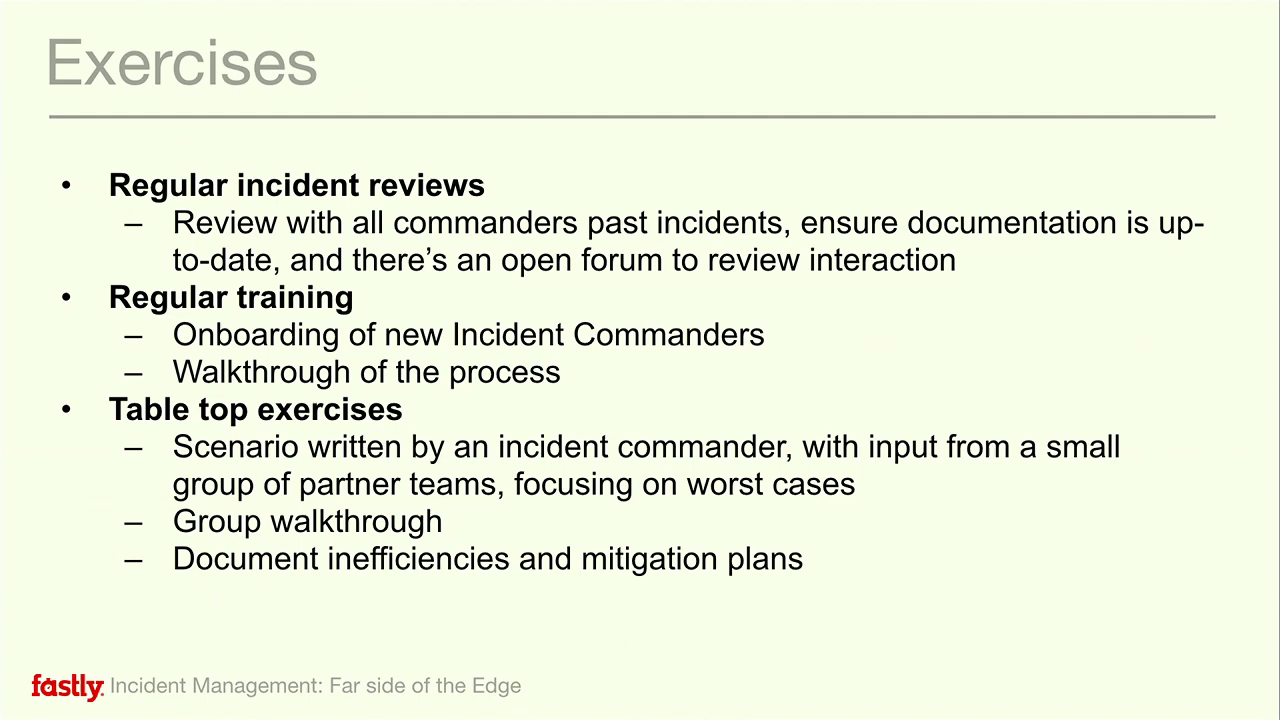 Exercises
• Regular incident reviews
– Review with all commanders past incidents, ensure documentation is up-
to-date, and there’s an open forum to review interaction
• Regular training
– Onboarding of new Incident Commanders
– Walkthrough of the process
• Table top exercises
– Scenario written by an incident commander, with input from a small
group of partner teams, focusing on worst cases
– Group walkthrough
– Document inefficiencies and mitigation plans
fastly Incident Management: Far side of the Edge